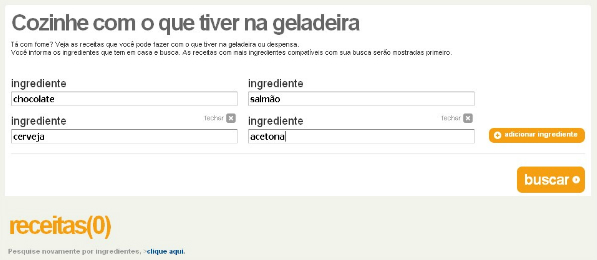 Cozinhe com o que tiver na geladeira
Tá com fome? Veja as receitas que você pode fazer com o que tiver na geladeira ou despensa.
Você informa os ingredientes que tem em casa e busca. As receitas com mais ingredientes compatíveis com sua busca serão mostradas primeiro.
ingrediente ingrediente
chocolate salmão
fechar fechar
ingrediente ingrediente
cerveja acetona
adicionar ingrediente
buscar
receitas(0)
Pesquise novamente por ingredientes, >clique aqui.